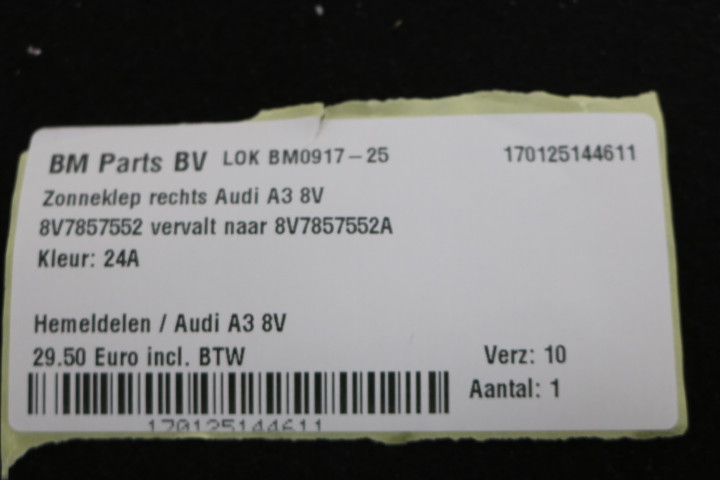 BM Parts BV LOK BM0917-25 170125144611
Zonneklep rechts Audi A3 8V
8V7857552 vervalt naar 8V7857552A
Kleur: 24A
Hemeldelen / Audi A3 8V
29.50 Euro incl. BTW Verz: 10
Aantal: 1
170125144611